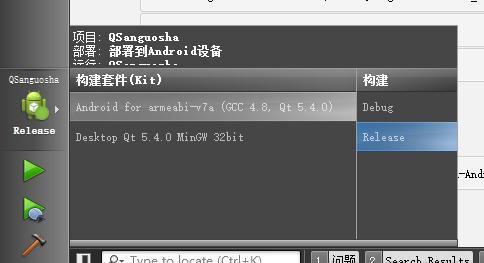 项目: QSanguosha
部署: 部署到Android设备
运行: QSanguosha
QSanguosha
Release
构建套件(Kit)
构建
Android for armeabi-v7a (GCC 4.8, Qt 5.4.0)
Debug
Desktop Qt 5.4.0 MinGW 32bit
Release
-And
Type to locate (Ctrl+K)
1 问题
2 Search Results